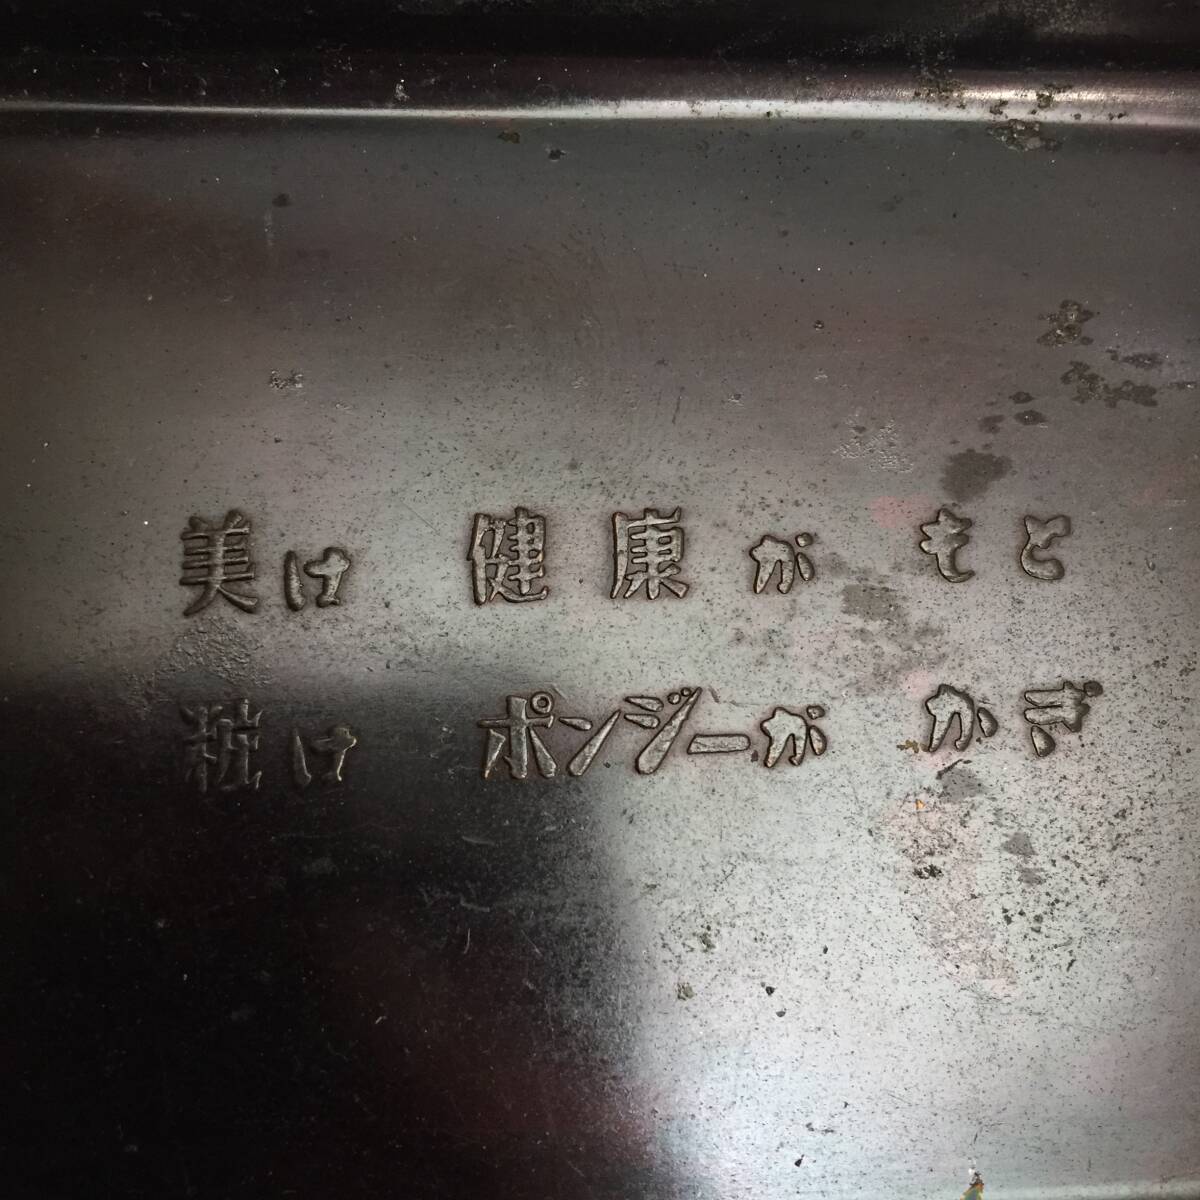 美は 健康が もと
粧は ポンジーが かぎ